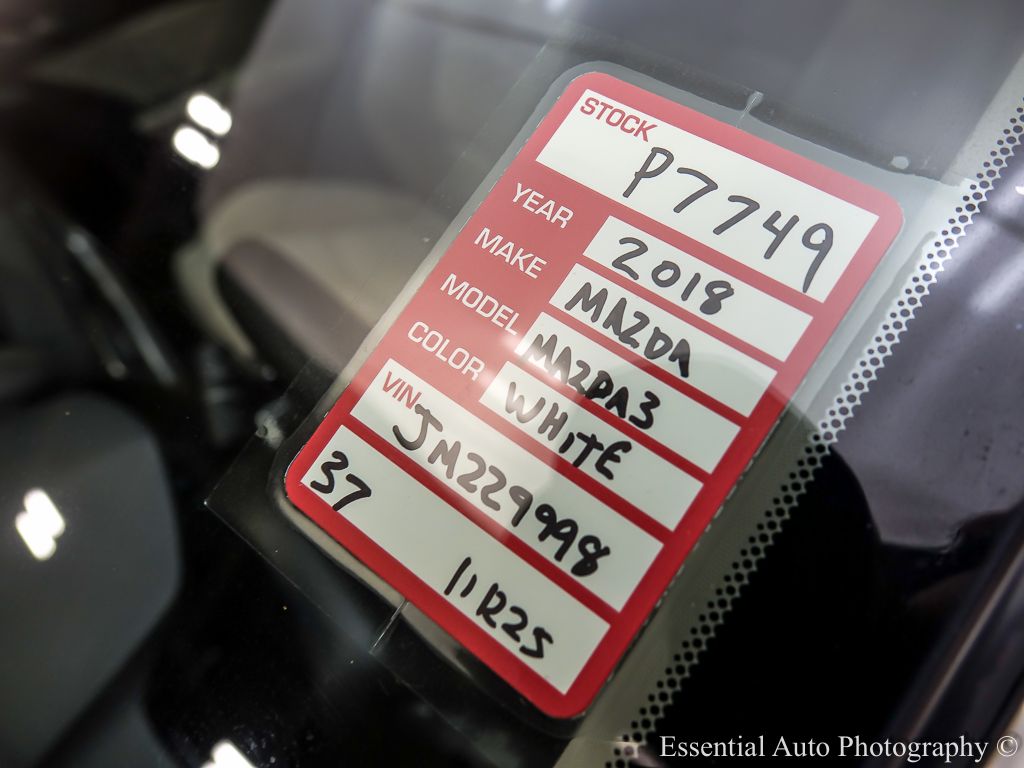 STOCK P7749
YEAR 2018
MAKE MAZDA
MODEL MAZDA3
COLOR WHITE
VIN JM229998
37
11R25
Essential Auto Photography ©